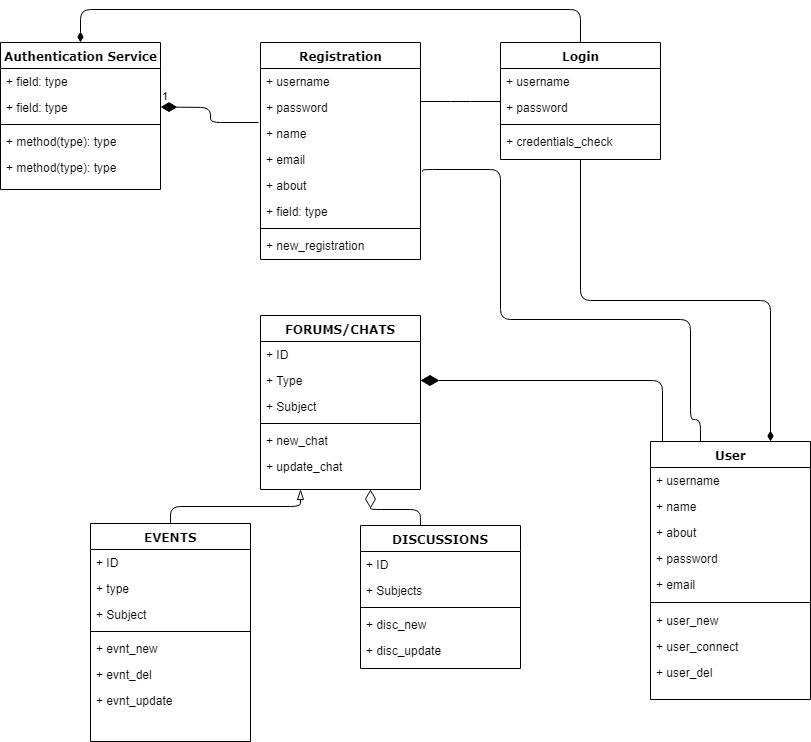 Authentication Service
+ field: type
+ field: type
+ method(type): type
+ method(type): type
1
Registration
+ username
+ password
+ name
+ email
+ about
+ field: type
+ new_registration
Login
+ username
+ password
+ credentials_check
FORUMS/CHATS
+ ID
+ Type
+ Subject
+ new_chat
+ update_chat
EVENTS
+ ID
+ type
+ Subject
+ evnt_new
+ evnt_del
+ evnt_update
DISCUSSIONS
+ ID
+ Subjects
+ disc_new
+ disc_update
User
+ username
+ name
+ about
+ password
+ email
+ user_new
+ user_connect
+ user_del